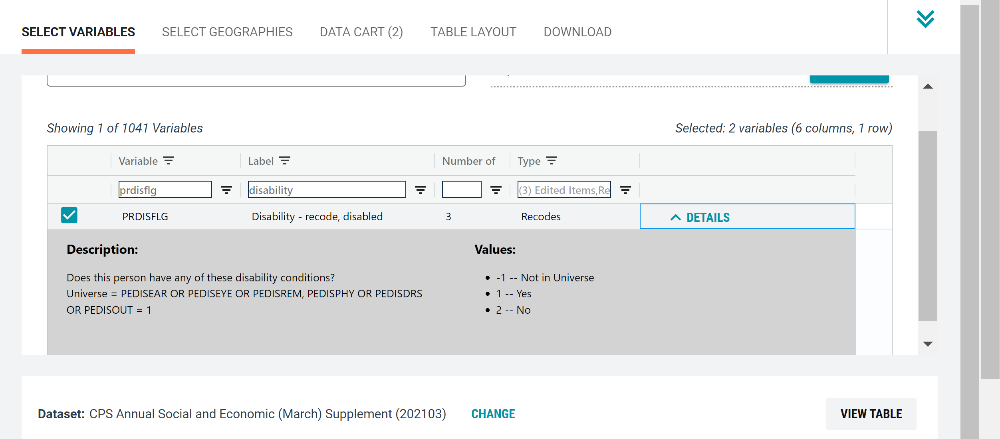 SELECT VARIABLES SELECT GEOGRAPHIES DATA CART (2) TABLE LAYOUT DOWNLOAD
Showing 1 of 1041 Variables Selected: 2 variables (6 columns, 1 row)
Variable Label Number of Type
prdisflg disability (3) Edited Items,Re
PRDISFLG Disability - recode, disabled 3 Recodes DETAILS
Description: Values:
Does this person have any of these disability conditions?
Universe = PEDISEAR OR PEDISEYE OR PEDISREM, PEDISPHY OR PEDISDRS
OR PEDISOUT = 1
-1 -- Not in Universe
1 -- Yes
2 -- No
Dataset: CPS Annual Social and Economic (March) Supplement (202103) CHANGE VIEW TABLE